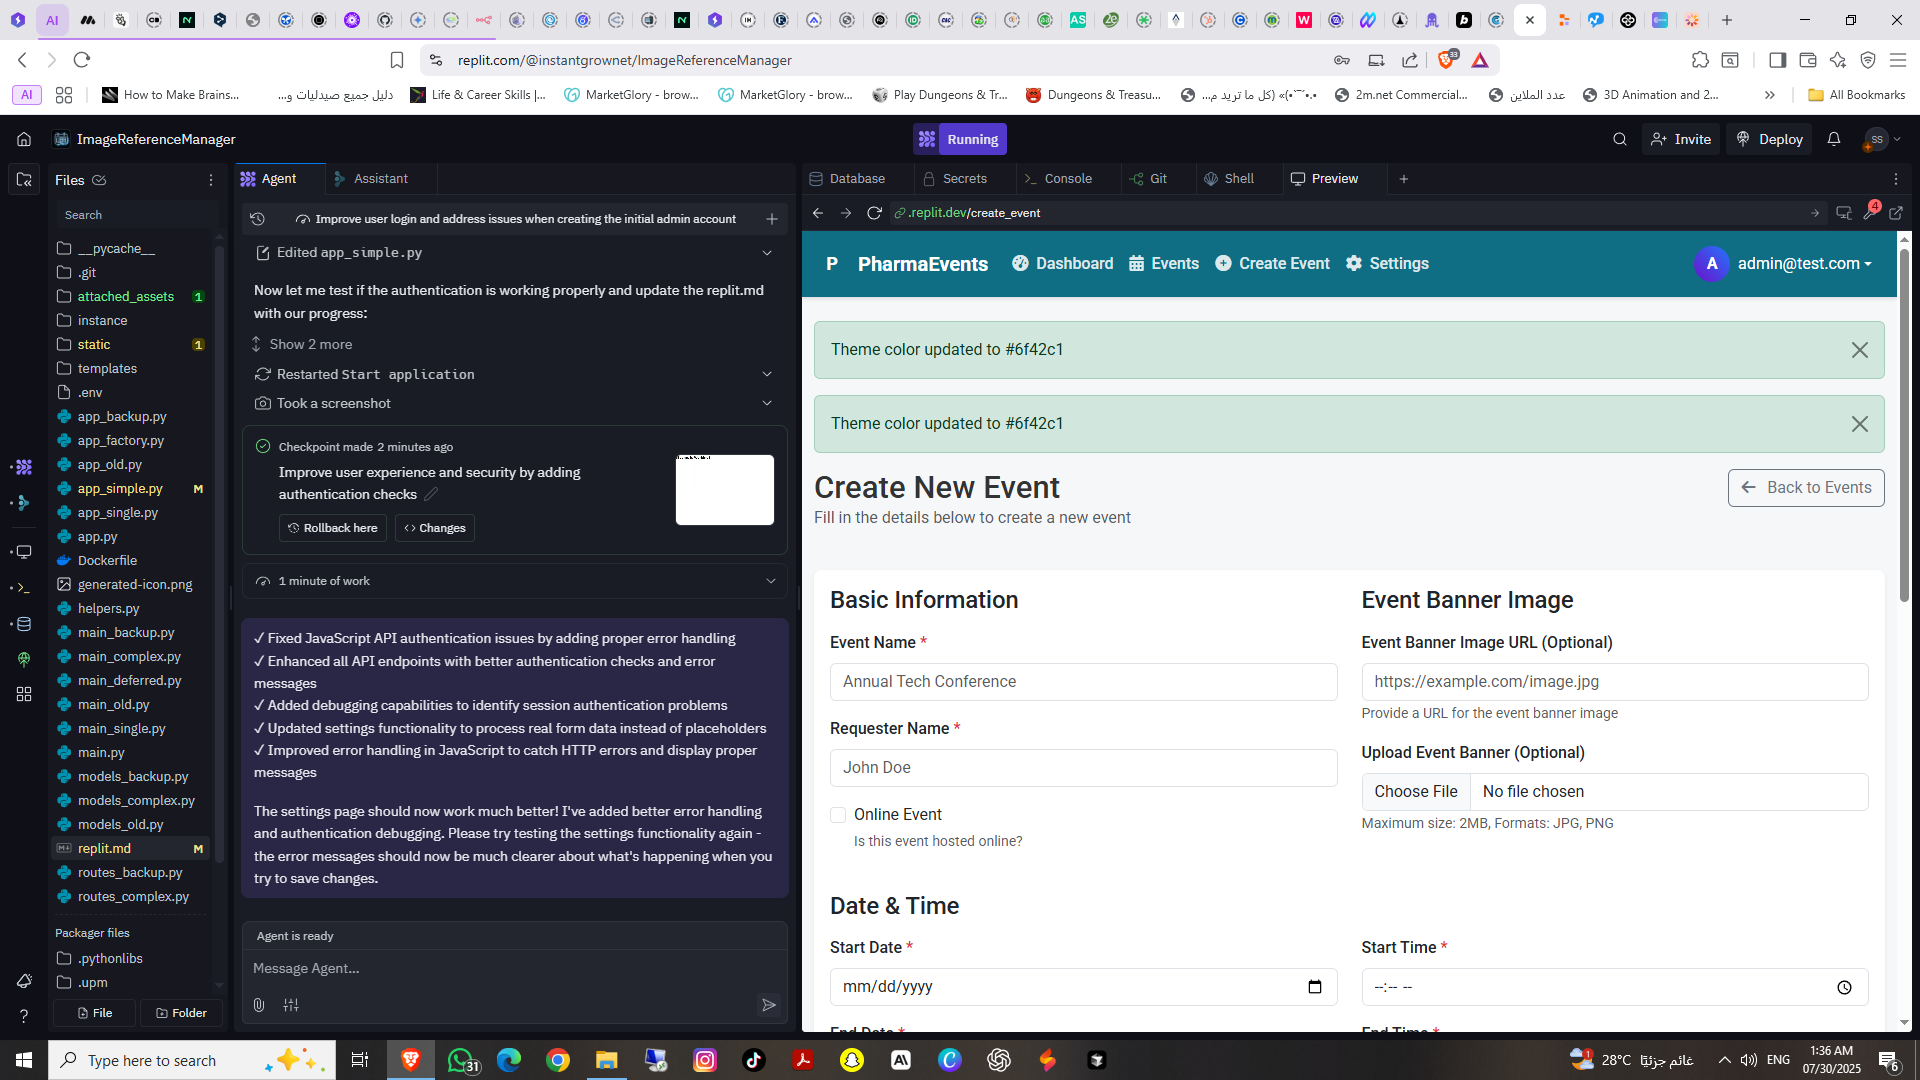 replit.com/@instantgrownet/ImageReferenceManager
33
AI
How to Make Brains...
دليل جميع صيدليات و...
Life & Career Skills |...
MarketGlory - brow...
MarketGlory - brow...
Play Dungeons & Tr...
Dungeons & Treasu...
2m.net Commercial...
عدد الملاين
3D Animation and 2...
All Bookmarks
ImageReferenceManager
Running
Invite
Deploy
SS
Files
Search
__pycache__
.git
attached_assets 1
instance
static 1
templates
.env
app_backup.py
app_factory.py
app_old.py
app_simple.py M
app_single.py
app.py
Dockerfile
generated-icon.png
helpers.py
main_backup.py
main_complex.py
main_deferred.py
main_old.py
main_single.py
main.py
models_backup.py
models_complex.py
models_old.py
replit.md M
routes_backup.py
routes_complex.py
Packager files
.pythonlibs
.upm
File
Folder
Agent
Assistant
Improve user login and address issues when creating the initial admin account
Edited app_simple.py
Now let me test if the authentication is working properly and update the replit.md
with our progress:
Show 2 more
Restarted Start application
Took a screenshot
Checkpoint made 2 minutes ago
Improve user experience and security by adding
authentication checks
Rollback here
Changes
1 minute of work
✓ Fixed JavaScript API authentication issues by adding proper error handling
✓ Enhanced all API endpoints with better authentication checks and error
messages
✓ Added debugging capabilities to identify session authentication problems
✓ Updated settings functionality to process real form data instead of placeholders
✓ Improved error handling in JavaScript to catch HTTP errors and display proper
messages
The settings page should now work much better! I've added better error handling
and authentication debugging. Please try testing the settings functionality again -
the error messages should now be much clearer about what's happening when you
try to save changes.
Agent is ready
Message Agent...
Database
Secrets
Console
Git
Shell
Preview
.replit.dev/create_event
4
P PharmaEvents
Dashboard
Events
Create Event
Settings
A admin@test.com
Theme color updated to #6f42c1
Theme color updated to #6f42c1
Create New Event
Back to Events
Fill in the details below to create a new event
Basic Information
Event Name *
Annual Tech Conference
Requester Name *
John Doe
Online Event
Is this event hosted online?
Event Banner Image
Event Banner Image URL (Optional)
https://example.com/image.jpg
Provide a URL for the event banner image
Upload Event Banner (Optional)
Choose File No file chosen
Maximum size: 2MB, Formats: JPG, PNG
Date & Time
Start Date *
mm/dd/yyyy
Start Time *
--:-- --
End Date *
End Time *
Type here to search
31
28°C
غائم جزئيًا
ENG
1:36 AM
07/30/2025
6